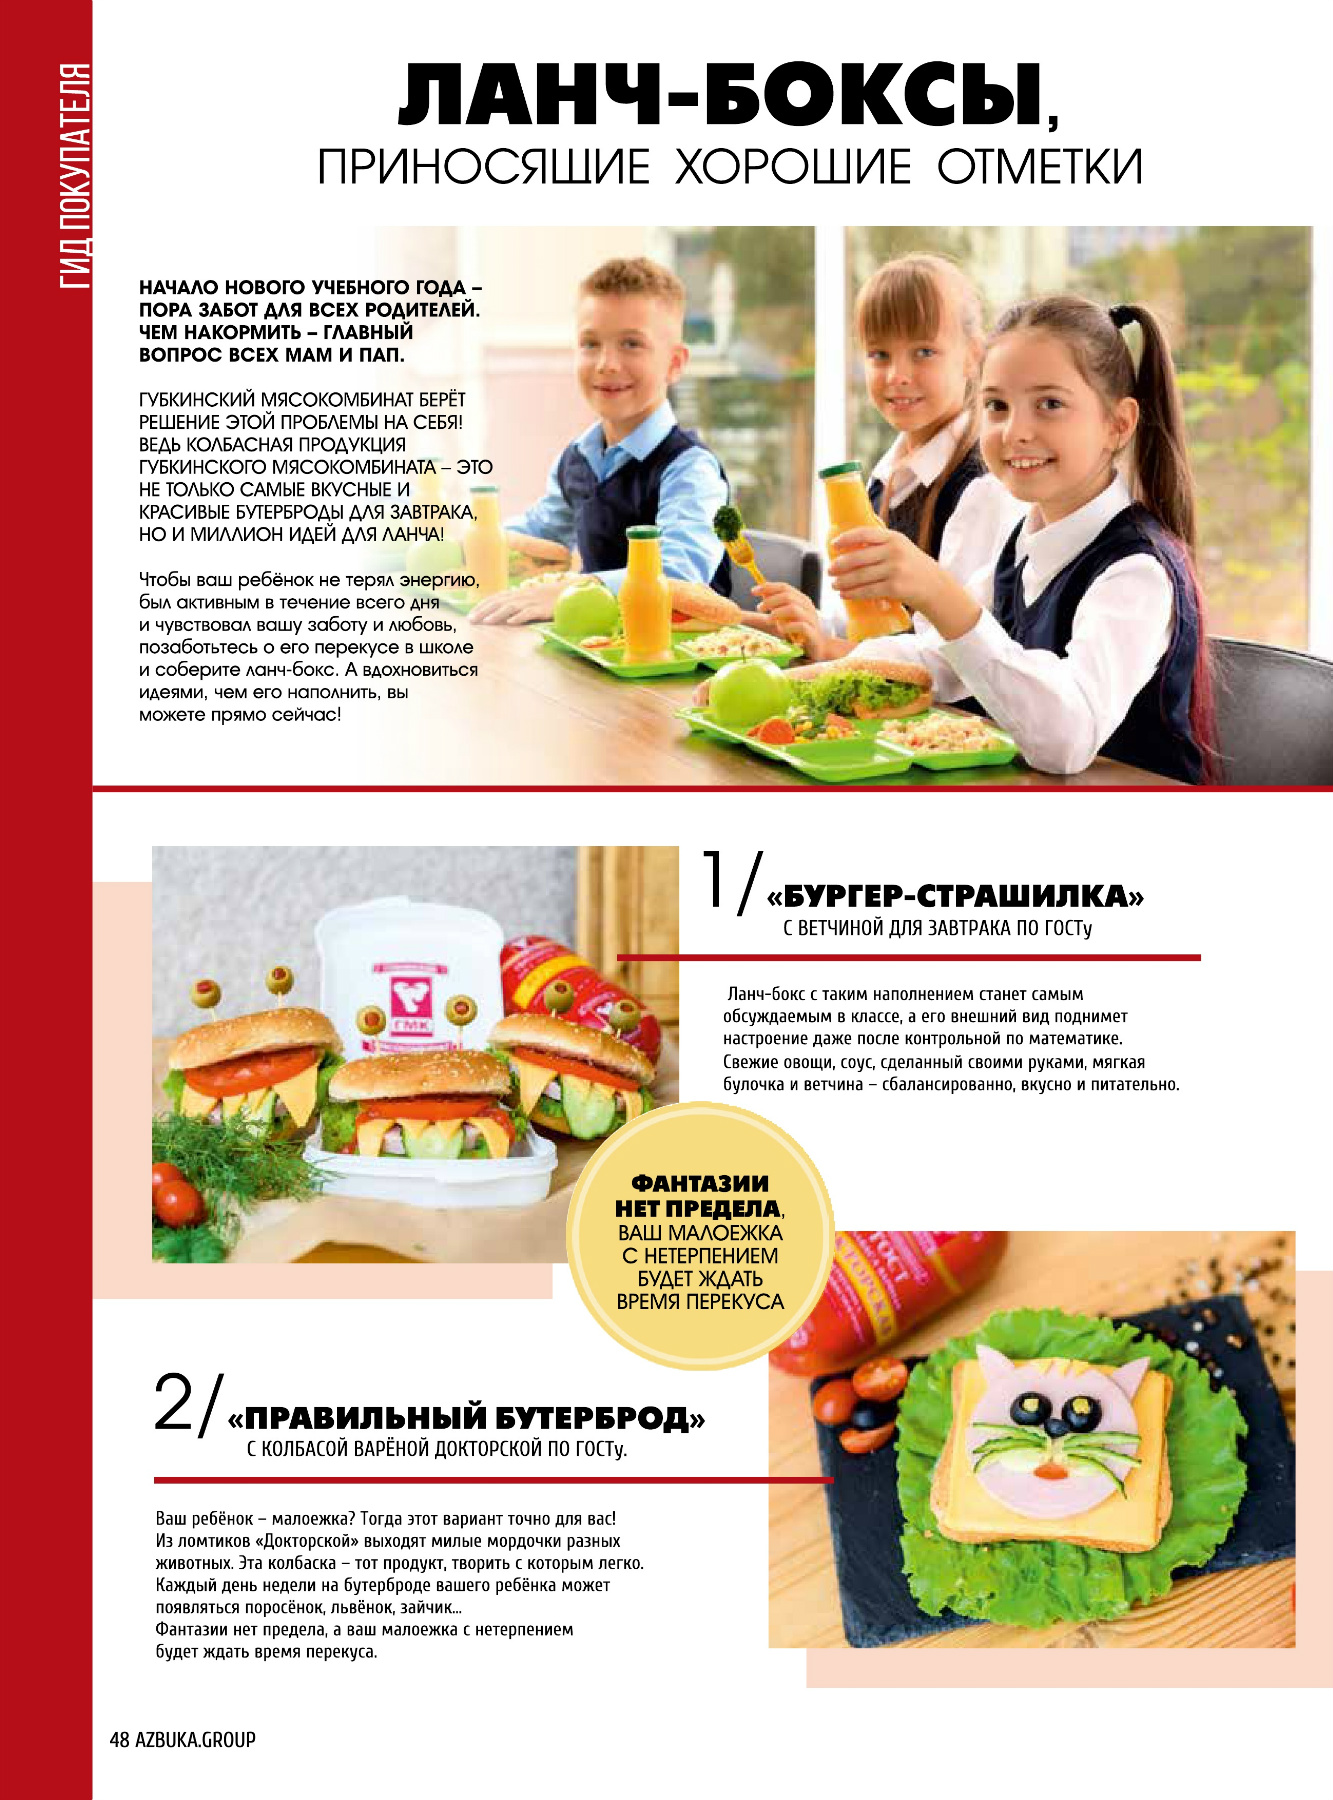 ГИД ПОКУПАТЕЛЯ
ЛАНЧ-БОКСЫ,
ПРИНОСЯЩИЕ ХОРОШИЕ ОТМЕТКИ
НАЧАЛО НОВОГО УЧЕБНОГО ГОДА –
ПОРА ЗАБОТ ДЛЯ ВСЕХ РОДИТЕЛЕЙ.
ЧЕМ НАКОРМИТЬ – ГЛАВНЫЙ
ВОПРОС ВСЕХ МАМ И ПАП.
ГУБКИНСКИЙ МЯСОКОМБИНАТ БЕРЁТ
РЕШЕНИЕ ЭТОЙ ПРОБЛЕМЫ НА СЕБЯ!
ВЕДЬ КОЛБАСНАЯ ПРОДУКЦИЯ
ГУБКИНСКОГО МЯСОКОМБИНАТА – ЭТО
НЕ ТОЛЬКО САМЫЕ ВКУСНЫЕ И
КРАСИВЫЕ БУТЕРБРОДЫ ДЛЯ ЗАВТРАКА,
НО И МИЛЛИОН ИДЕЙ ДЛЯ ЛАНЧА!
Чтобы ваш ребёнок не терял энергию,
был активным в течение всего дня
и чувствовал вашу заботу и любовь,
позаботьтесь о его перекусе в школе
и соберите ланч-бокс. А вдохновиться
идеями, чем его наполнить, вы
можете прямо сейчас!
1/ «БУРГЕР-СТРАШИЛКА»
С ВЕТЧИНОЙ ДЛЯ ЗАВТРАКА ПО ГОСТу
Ланч-бокс с таким наполнением станет самым
обсуждаемым в классе, а его внешний вид поднимет
настроение даже после контрольной по математике.
Свежие овощи, соус, сделанный своими руками, мягкая
булочка и ветчина – сбалансированно, вкусно и питательно.
ГМК
ФАНТАЗИИ
НЕТ ПРЕДЕЛА,
ВАШ МАЛОЕЖКА
С НЕТЕРПЕНИЕМ
БУДЕТ ЖДАТЬ
ВРЕМЯ ПЕРЕКУСА
ГОСТ
2/ «ПРАВИЛЬНЫЙ БУТЕРБРОД»
С КОЛБАСОЙ ВАРЁНОЙ ДОКТОРСКОЙ ПО ГОСТу.
Ваш ребёнок – малоежка? Тогда этот вариант точно для вас!
Из ломтиков «Докторской» выходят милые мордочки разных
животных. Эта колбаска – тот продукт, творить с которым легко.
Каждый день недели на бутерброде вашего ребёнка может
появляться поросёнок, львёнок, зайчик...
Фантазии нет предела, а ваш малоежка с нетерпением
будет ждать время перекуса.
48 AZBUKA.GROUP